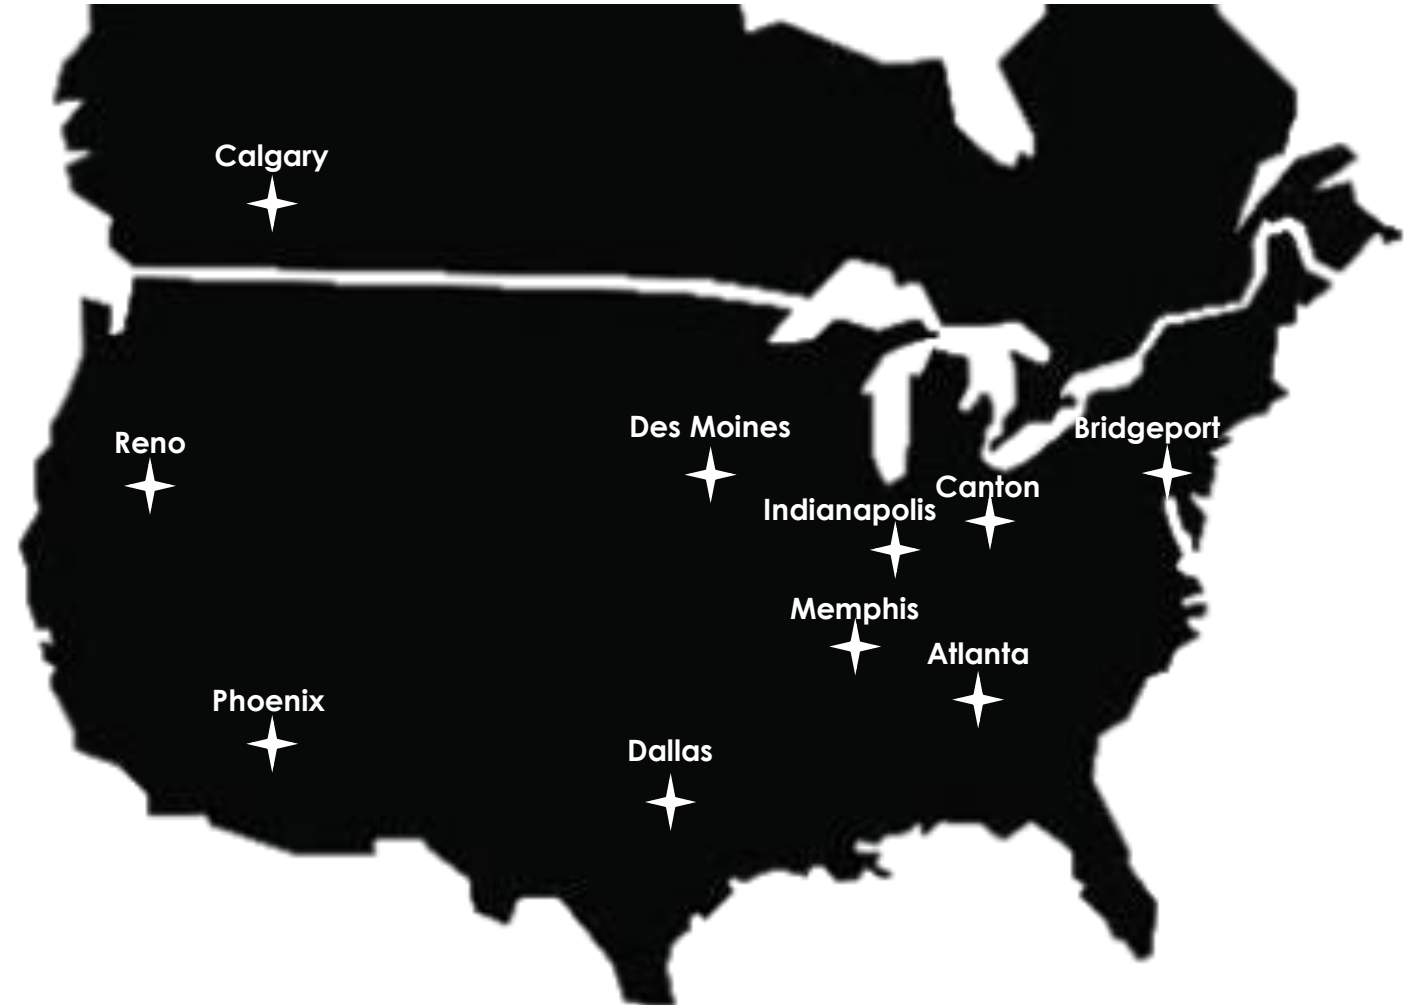 Calgary
Des Moines
Bridgeport
Reno
Canton
Indianapolis
Memphis
Atlanta
Phoenix
Dallas